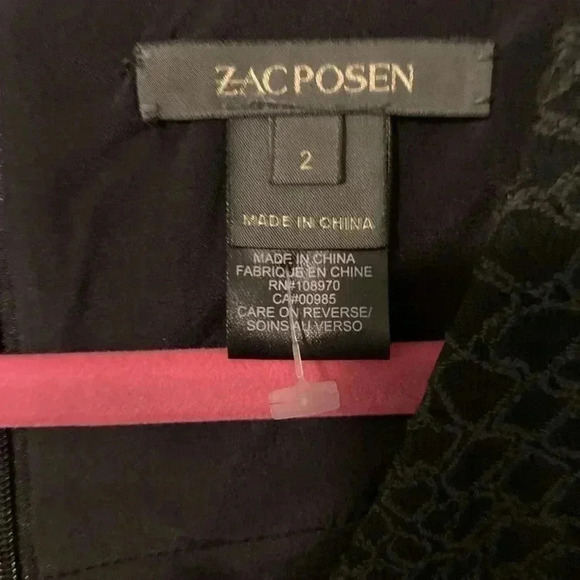 ZAC POSEN
2
MADE IN CHINA
MADE IN CHINA
FABRIQUE EN CHINE
RN#108970
CA#00985
CARE ON REVERSE/
SOINS AU VERSO